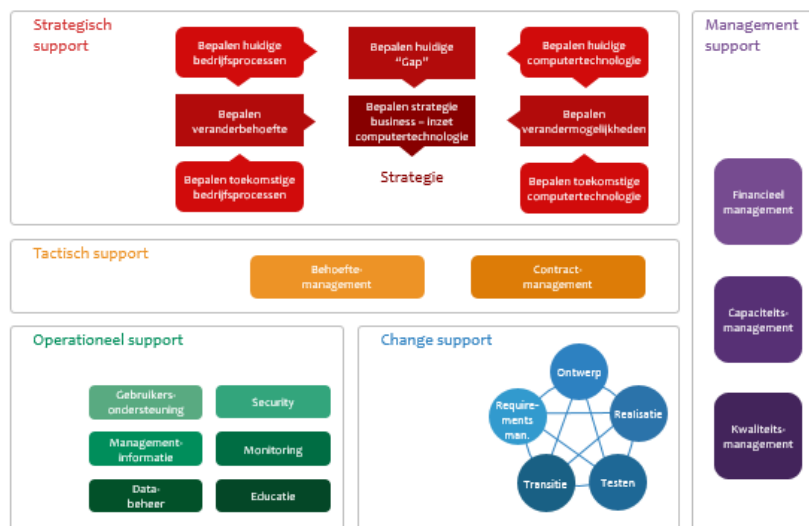 Strategisch
support
Bepalen huidige
bedrijfsprocessen
Bepalen huidige
“Gap”
Bepalen huidige
computertechnologie
Bepalen
veranderbehoefte
Bepalen strategie
business – inzet
computertechnologie
Bepalen
verandermogelijkheden
Bepalen toekomstige
bedrijfsprocessen
Strategie
Bepalen toekomstige
computertechnologie
Management
support
Financieel
management
Capaciteits-
management
Kwaliteits-
management
Tactisch support
Behoefte-
management
Contract-
management
Operationeel support
Gebruikers-
ondersteuning
Security
Management-
informatie
Monitoring
Data-
beheer
Educatie
Change support
Ontwerp
Require-
ments
man.
Realisatie
Transitie
Testen